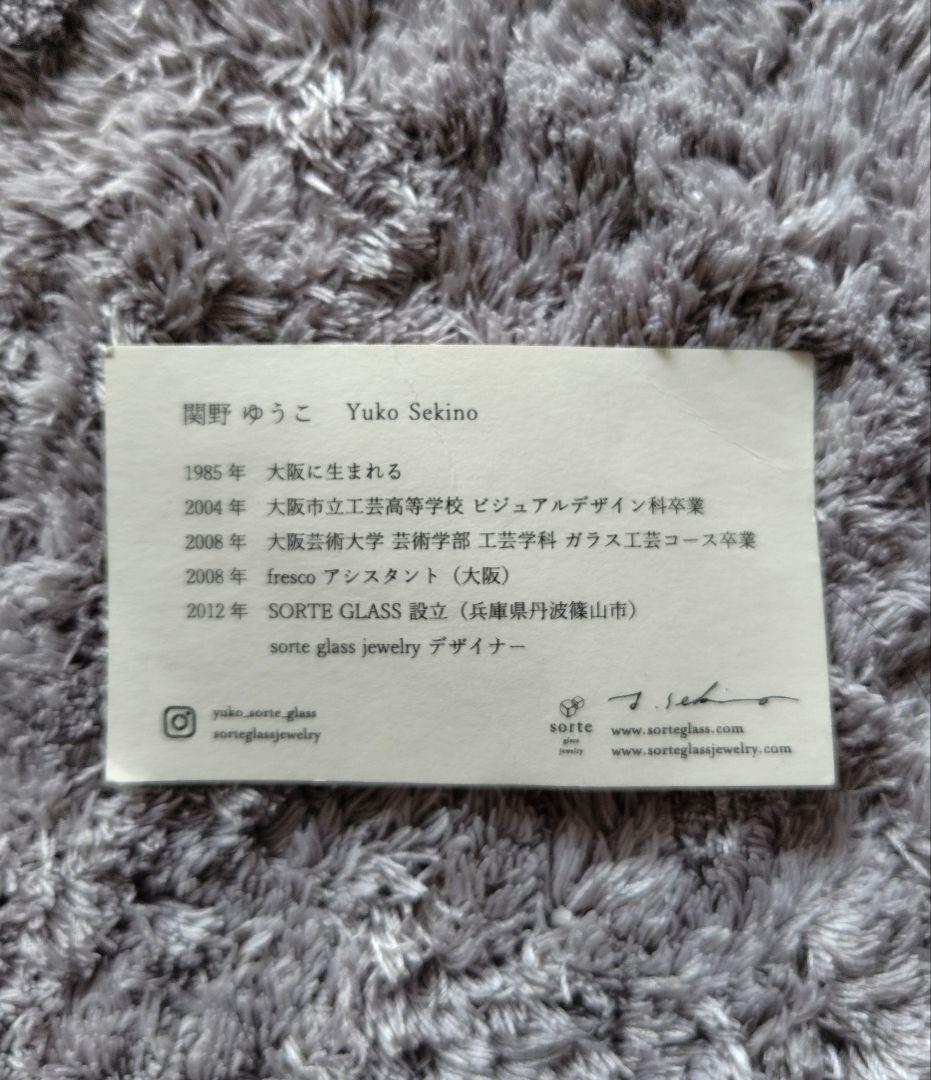 関野 ゆうこ Yuko Sekino
1985 年 大阪に生まれる
2004 年 大阪市立工芸高等学校 ビジュアルデザイン科卒業
2008 年 大阪芸術大学 芸術学部 工芸学科 ガラス工芸コース卒業
2008 年 fresco アシスタント（大阪）
2012 年 SORTE GLASS 設立（兵庫県丹波篠山市）
sorte glass jewelry デザイナー
yuko_sorte_glass
sorteglassjewelry
sorte
glass
jewelry
Sekino
www.sorteglass.com
www.sorteglassjewelry.com